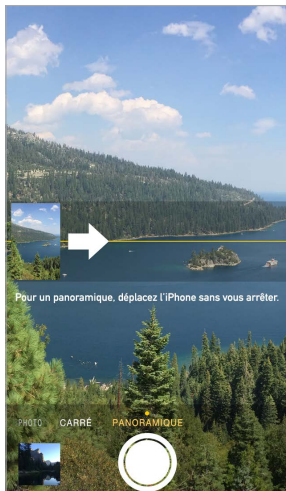 Pour un panoramique, déplacez l'iPhone sans vous arrêter.
PHOTO CARRÉ PANORAMIQUE